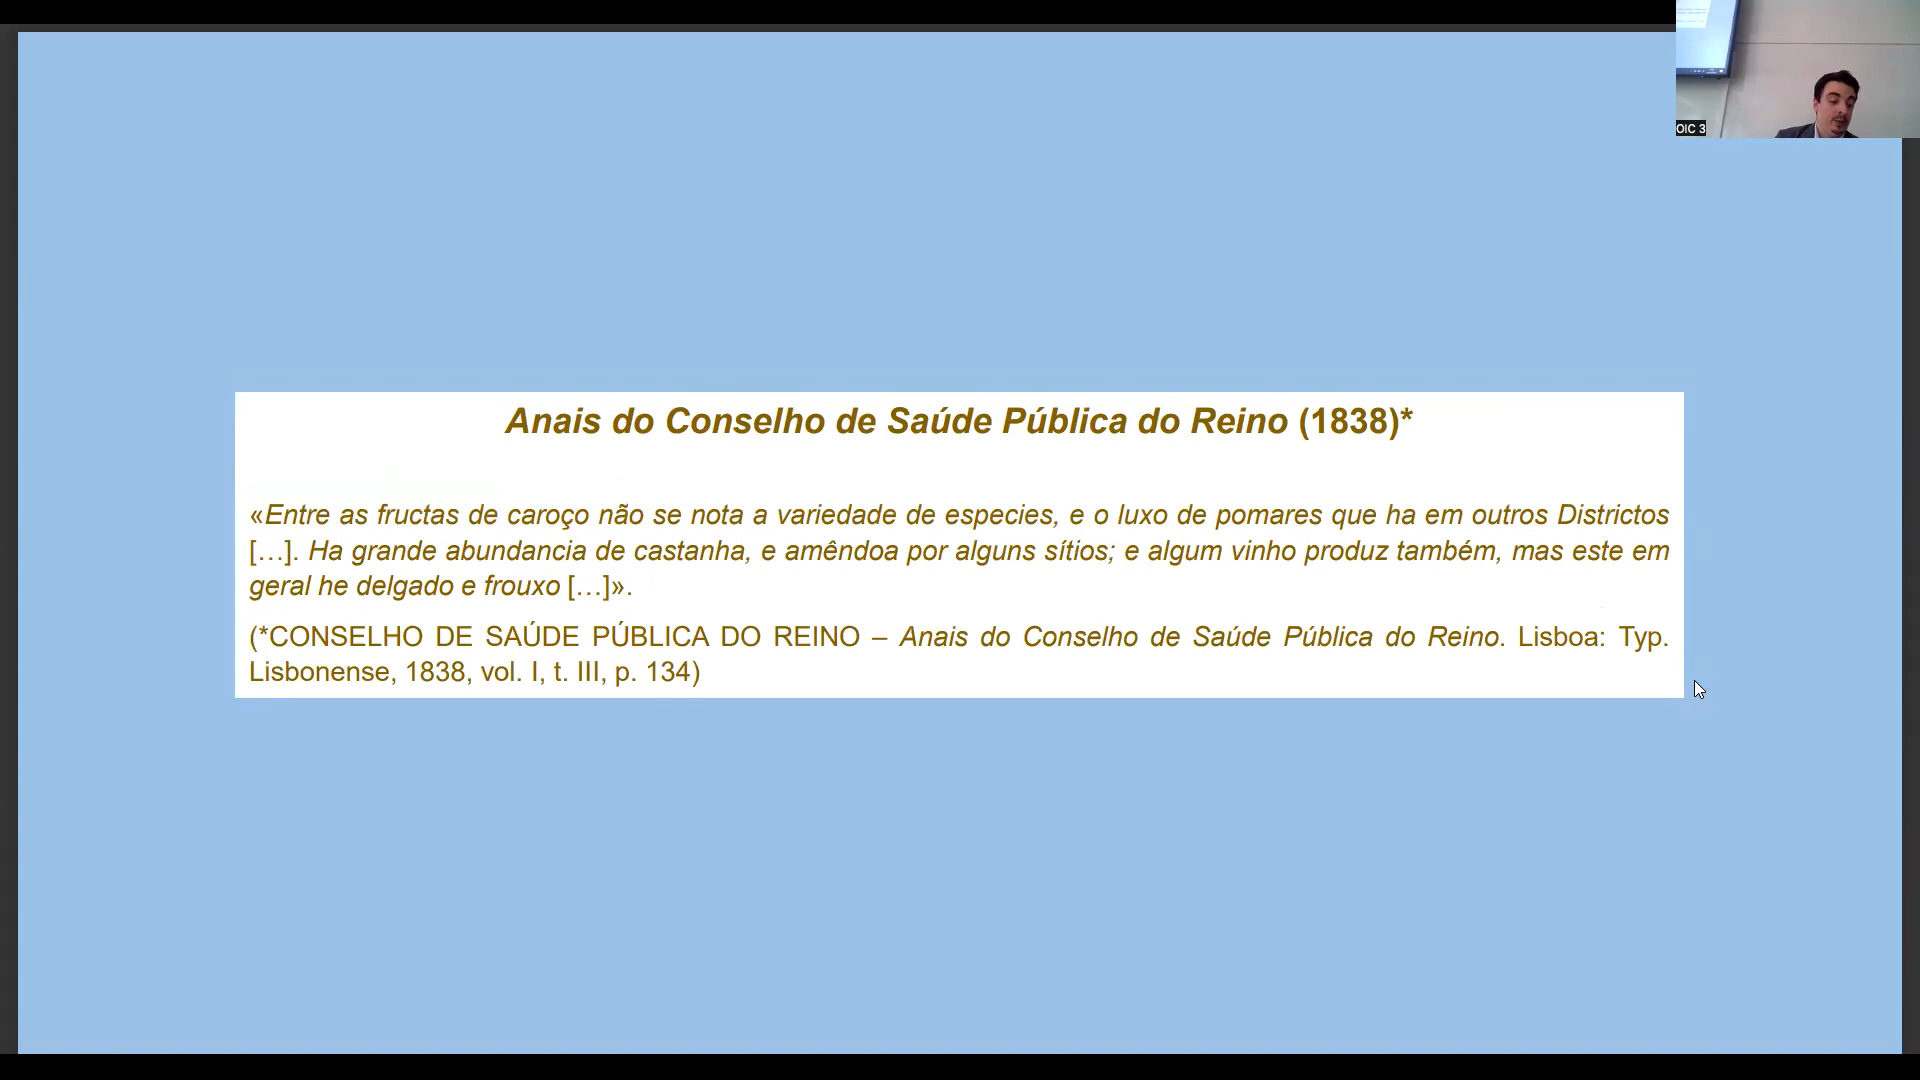 OIC 3
Anais do Conselho de Saúde Pública do Reino (1838)*
«Entre as fructas de caroço não se nota a variedade de especies, e o luxo de pomares que ha em outros Districtos
[…]. Ha grande abundancia de castanha, e amêndoa por alguns sítios; e algum vinho produz também, mas este em
geral he delgado e frouxo […]».
(*CONSELHO DE SAÚDE PÚBLICA DO REINO – Anais do Conselho de Saúde Pública do Reino. Lisboa: Typ.
Lisbonense, 1838, vol. I, t. III, p. 134)